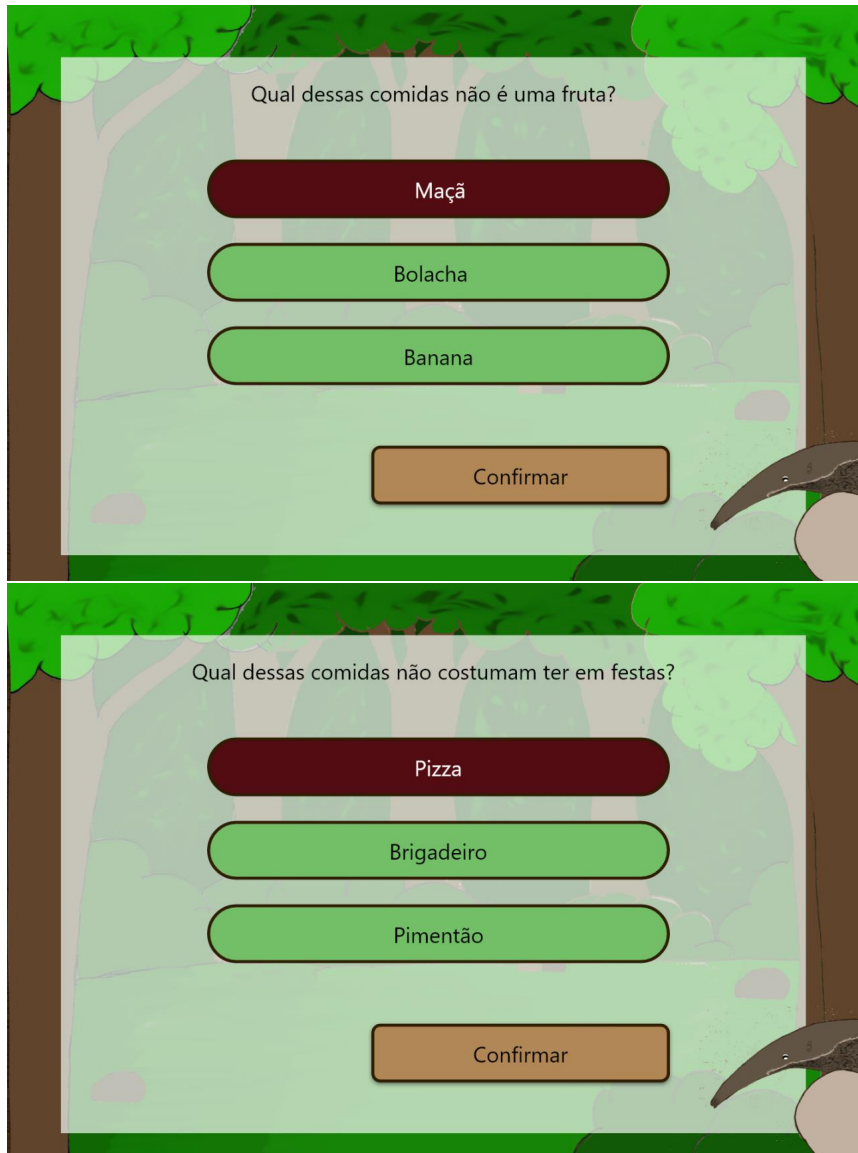 Qual dessas comidas não é uma fruta?
Maçã
Bolacha
Banana
Confirmar
Qual dessas comidas não costumam ter em festas?
Pizza
Brigadeiro
Pimentão
Confirmar